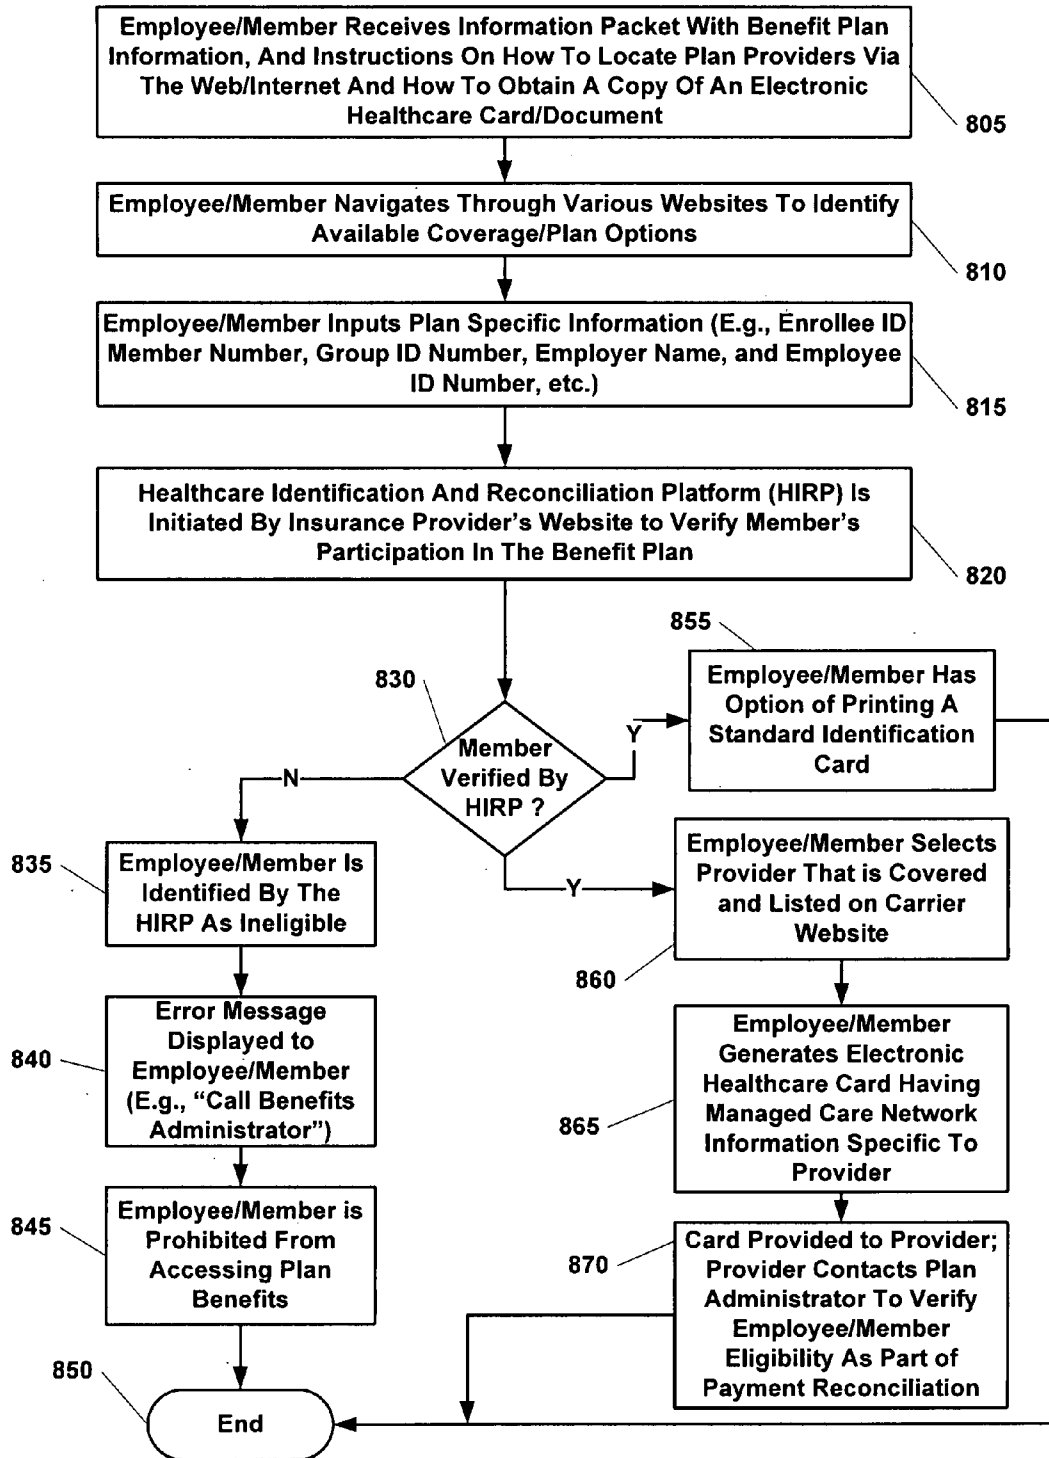 Employee/Member Receives Information Packet With Benefit Plan
Information, And Instructions On How To Locate Plan Providers Via
The Web/Internet And How To Obtain A Copy Of An Electronic
Healthcare Card/Document
805
Employee/Member Navigates Through Various Websites To Identify
Available Coverage/Plan Options
810
Employee/Member Inputs Plan Specific Information (E.g., Enrollee ID
Member Number, Group ID Number, Employer Name, and Employee
ID Number, etc.)
815
Healthcare Identification And Reconciliation Platform (HIRP) Is
Initiated By Insurance Provider's Website to Verify Member's
Participation In The Benefit Plan
820
830
Member
Verified By
HIRP ?
N
Y
Y
855
Employee/Member Has
Option of Printing A
Standard Identification
Card
835
Employee/Member Is
Identified By The
HIRP As Ineligible
840
Error Message
Displayed to
Employee/Member
(E.g., “Call Benefits
Administrator”)
845
Employee/Member is
Prohibited From
Accessing Plan
Benefits
Employee/Member Selects
Provider That is Covered
and Listed on Carrier
Website
860
Employee/Member
Generates Electronic
Healthcare Card Having
Managed Care Network
Information Specific To
Provider
865
870
Card Provided to Provider;
Provider Contacts Plan
Administrator To Verify
Employee/Member
Eligibility As Part of
Payment Reconciliation
850
End